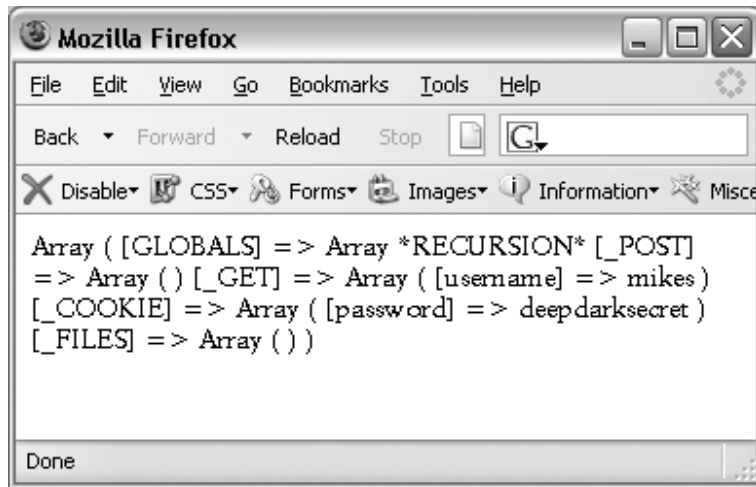 Mozilla Firefox
File Edit View Go Bookmarks Tools Help
Back Forward Reload Stop G
Disable CSS Forms Images Information Misce
Array ( [GLOBALS] => Array *RECURSION* [_POST]
=> Array ( ) [_GET] => Array ( [username] => mikes )
[_COOKIE] => Array ( [password] => deepdarksecret )
[_FILES] => Array ( ) )
Done